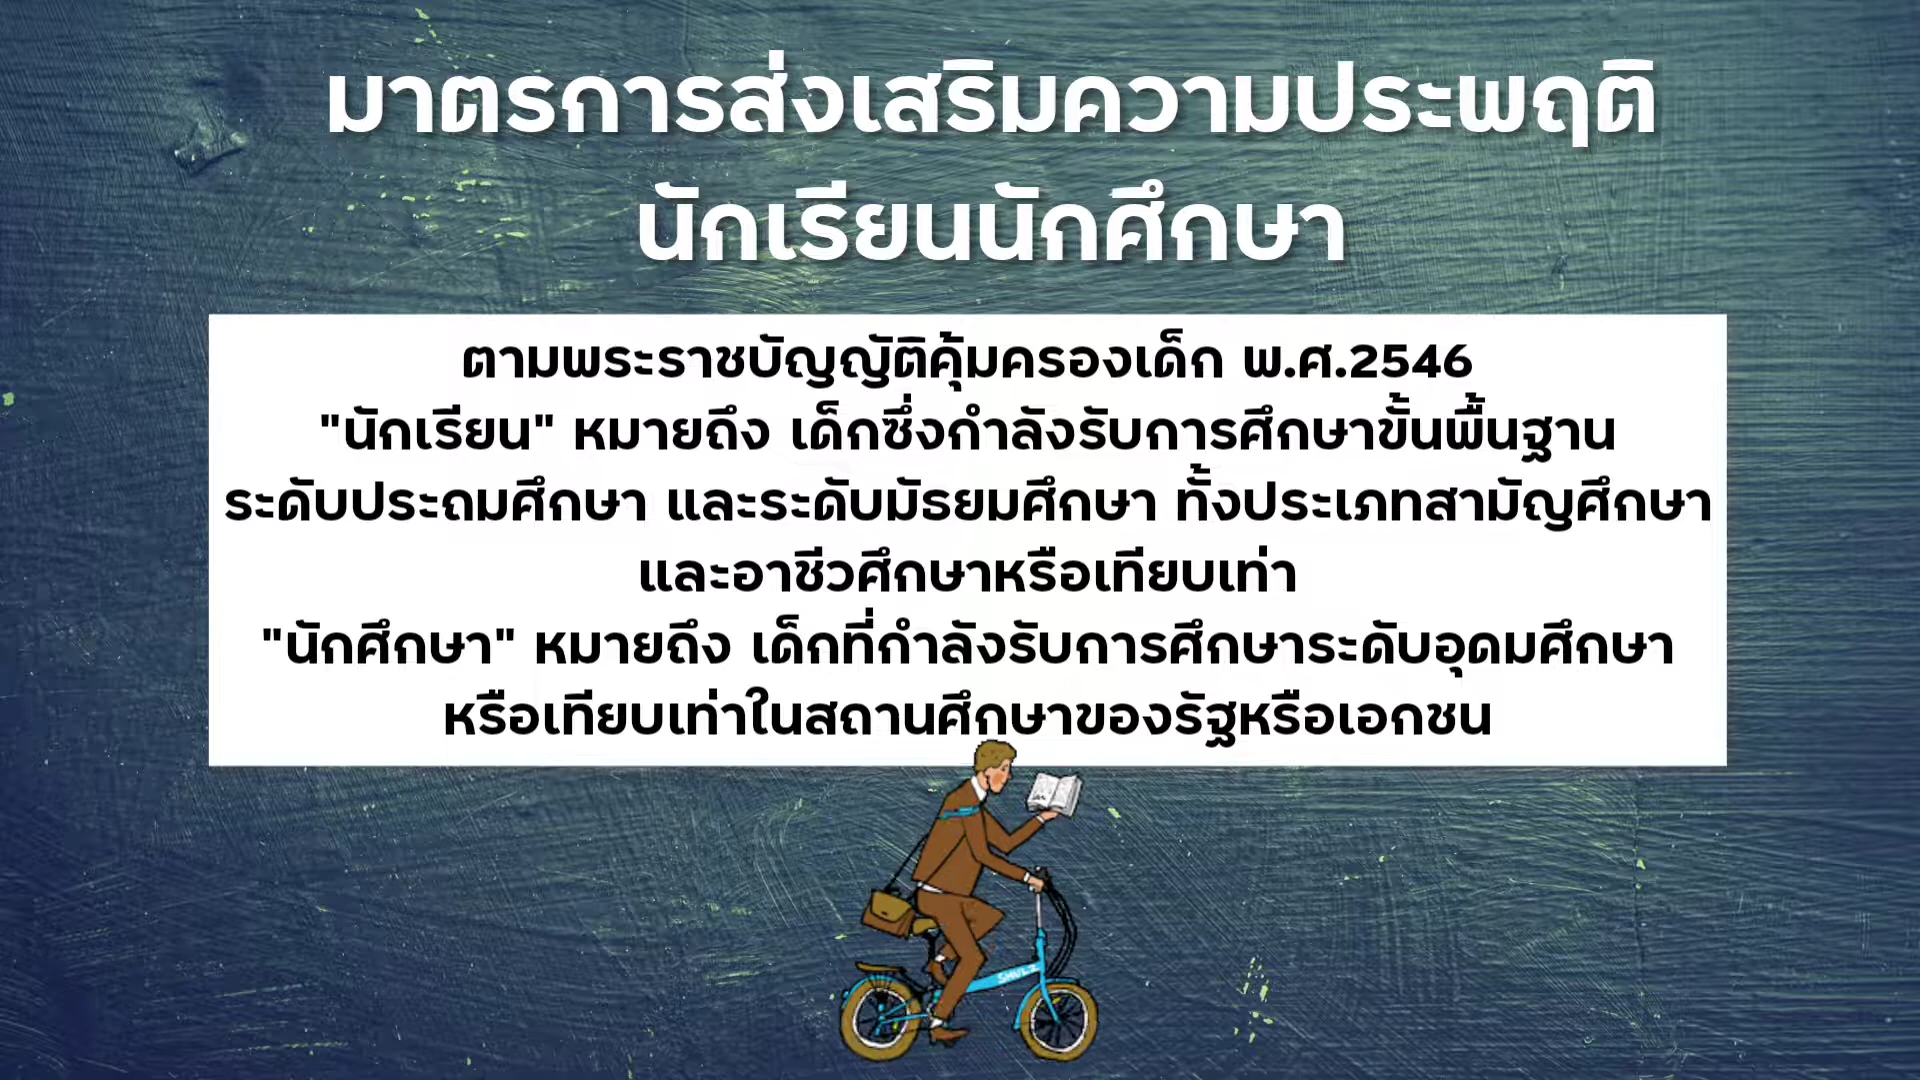 มาตรการส่งเสริมความประพฤติ
นักเรียนนักศึกษา
ตามพระราชบัญญัติคุ้มครองเด็ก พ.ศ.2546
"นักเรียน" หมายถึง เด็กซึ่งกำลังรับการศึกษาขั้นพื้นฐาน
ระดับประถมศึกษา และระดับมัธยมศึกษา ทั้งประเภทสามัญศึกษา
และอาชีวศึกษาหรือเทียบเท่า
"นักศึกษา" หมายถึง เด็กที่กำลังรับการศึกษาระดับอุดมศึกษา
หรือเทียบเท่าในสถานศึกษาของรัฐหรือเอกชน
SHULZ